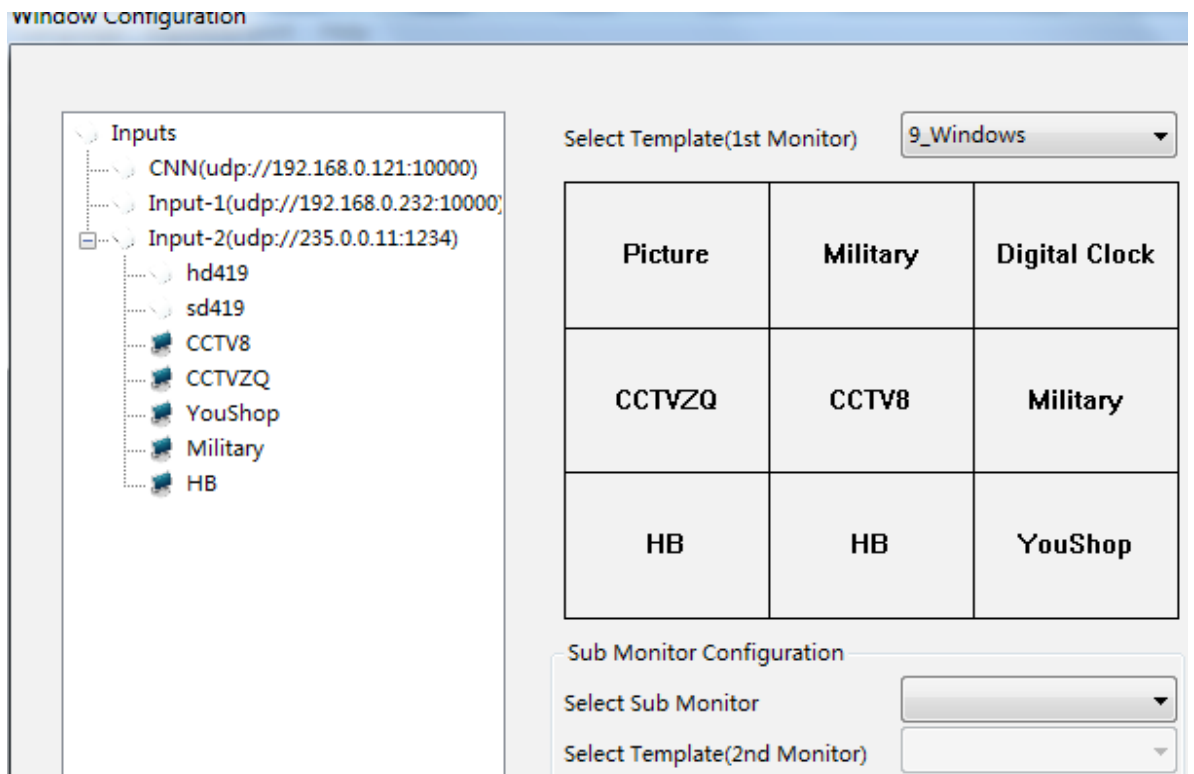 Window Configuration
Inputs
CNN(udp://192.168.0.121:10000)
Input-1(udp://192.168.0.232:10000)
Input-2(udp://235.0.0.11:1234)
hd419
sd419
CCTV8
CCTVZQ
YouShop
Military
HB
Select Template(1st Monitor) 9_Windows
Picture Military Digital Clock
CCTVZQ CCTV8 Military
HB HB YouShop
Sub Monitor Configuration
Select Sub Monitor
Select Template(2nd Monitor)